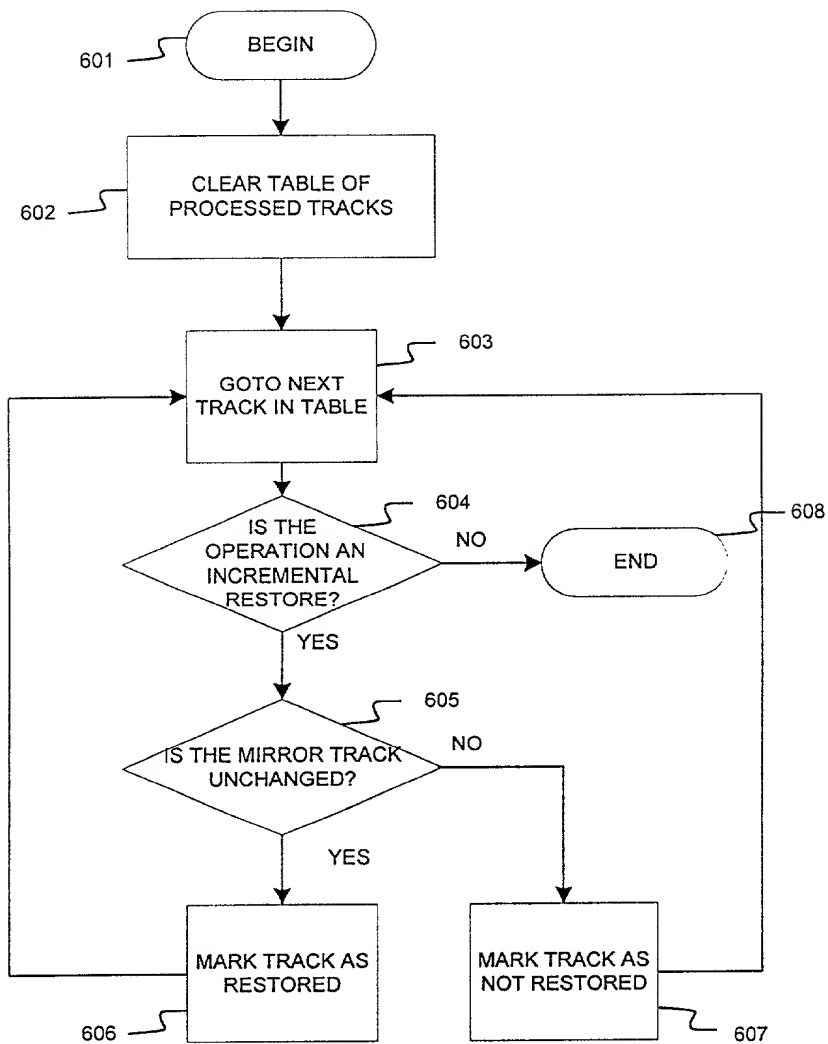 BEGIN
601
CLEAR TABLE OF
PROCESSED TRACKS
602
603
GOTO NEXT
TRACK IN TABLE
604
IS THE
OPERATION AN
INCREMENTAL
RESTORE?
NO
END
608
YES
605
IS THE MIRROR TRACK
UNCHANGED?
NO
YES
MARK TRACK AS
RESTORED
606
MARK TRACK AS
NOT RESTORED
607